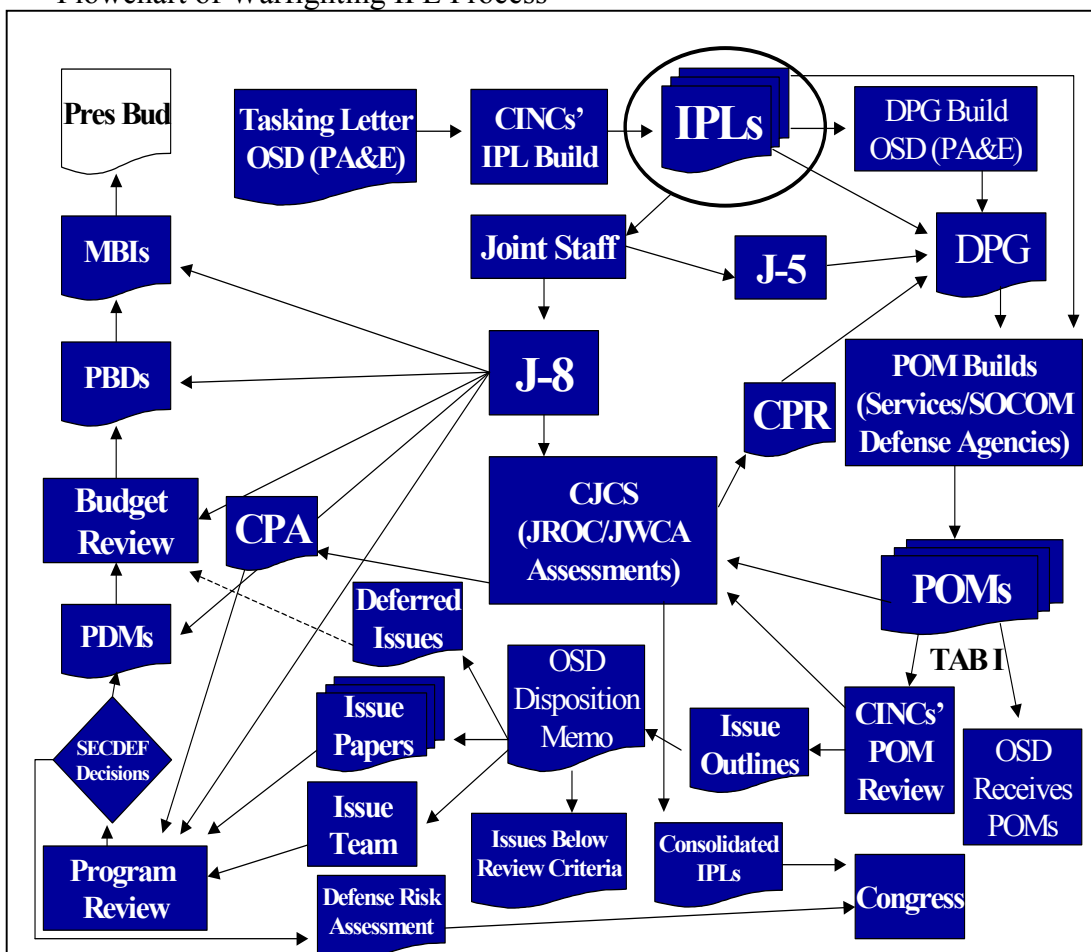 Flowchart of Warfighting IPL Process
Pres Bud
Tasking Letter
OSD (PA&E)
CINCs’
IPL Build
IPLs
DPG Build
OSD (PA&E)
MBIs
Joint Staff
J-5
DPG
PBDs
J-8
CPR
POM Builds
(Services/SOCOM
Defense Agencies)
Budget
Review
CPA
CJCS
(JROC/JWCA
Assessments)
POMs
TAB I
PDMs
Deferred
Issues
OSD
Disposition
Memo
Issue
Outlines
CINCs’
POM
Review
OSD
Receives
POMs
SECDEF
Decisions
Issue
Papers
Issue
Team
Issues Below
Review Criteria
Consolidated
IPLs
Congress
Program
Review
Defense Risk
Assessment